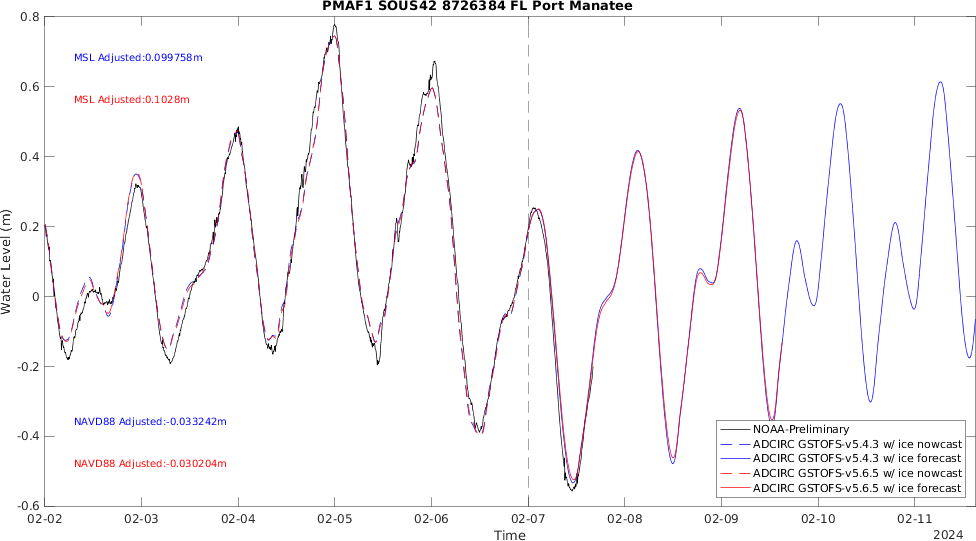 PMAF1 SOUS42 8726384 FL Port Manatee
0.8
MSL Adjusted:0.099758m
0.6
MSL Adjusted:0.1028m
0.4
0.2
Water Level (m)
0
-0.2
NAVD88 Adjusted:-0.033242m
-0.4
NAVD88 Adjusted:-0.030204m
-0.6
NOAA-Preliminary
ADCIRC GSTOFS-v5.4.3 w/ ice nowcast
ADCIRC GSTOFS-v5.4.3 w/ ice forecast
ADCIRC GSTOFS-v5.6.5 w/ ice nowcast
ADCIRC GSTOFS-v5.6.5 w/ ice forecast
02-02 02-03 02-04 02-05 02-06 02-07 02-08 02-09 02-10 02-11
Time
2024